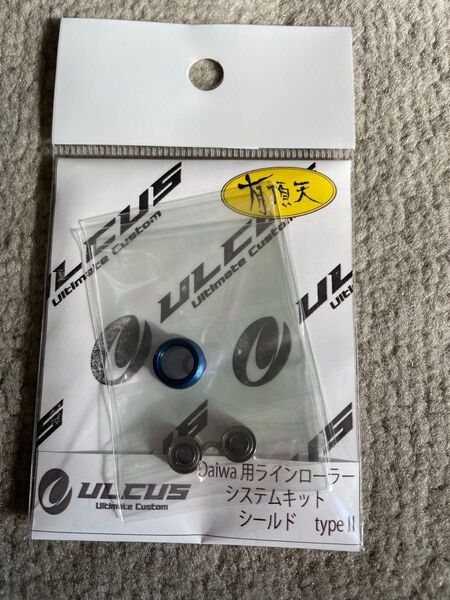 有頂天
ULCUS
Ultimate Custom
ULCUS
Ultimate Custom
Daiwa用ラインローラー
システムキット
シールド type II
ULCUS
Ultimate Custom